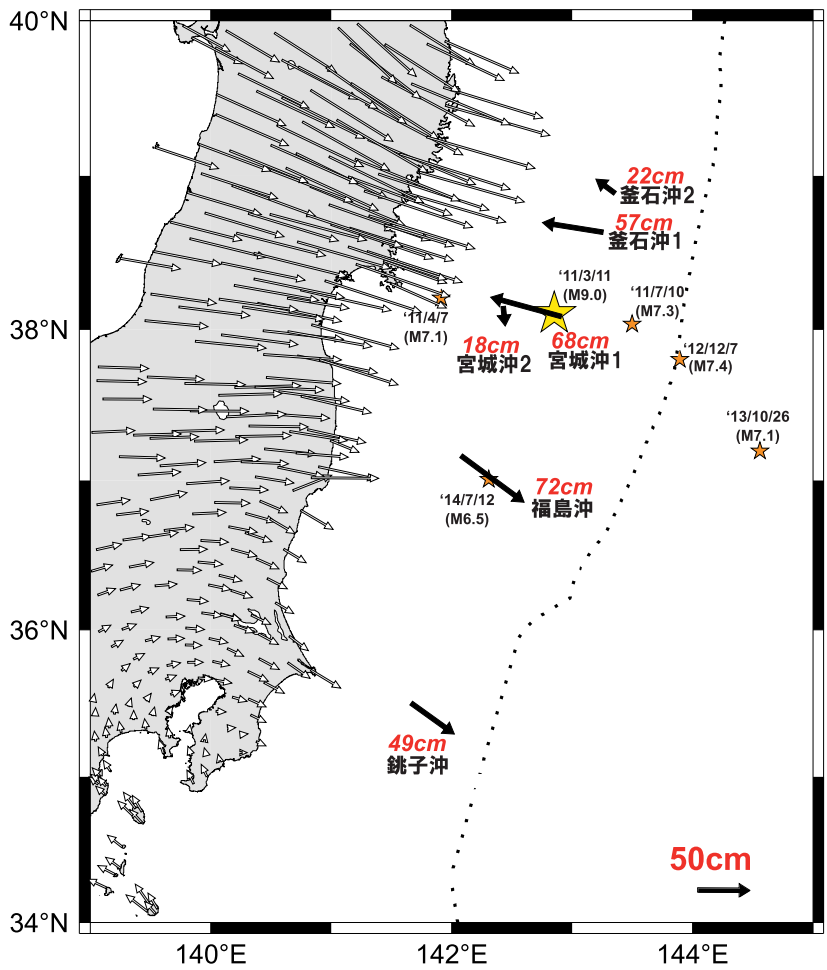 40°N
22cm
釜石沖2
57cm
釜石沖1
‘11/3/11
(M9.0)
‘11/7/10
(M7.3)
‘11/4/7
(M7.1)
38°N
18cm
宮城沖2
68cm
宮城沖1
‘12/12/7
(M7.4)
‘13/10/26
(M7.1)
72cm
福島沖
‘14/7/12
(M6.5)
36°N
49cm
銚子沖
50cm
34°N
140°E
142°E
144°E